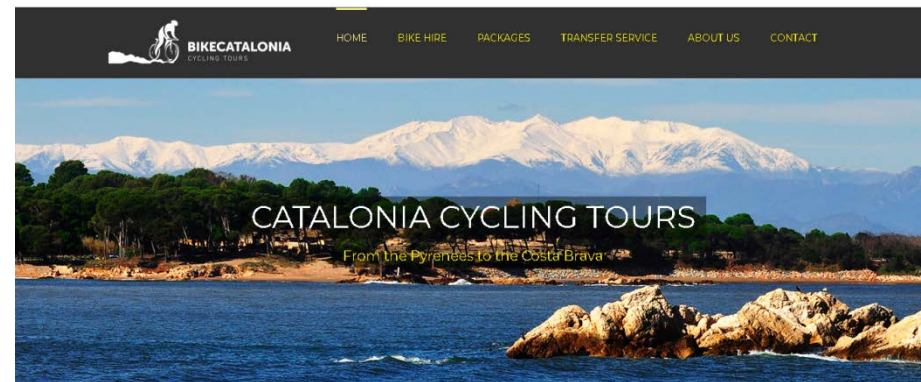 BIKECATALONIA
CYCLING TOURS
HOME BIKE HIRE PACKAGES TRANSFER SERVICE ABOUT US CONTACT
CATALONIA CYCLING TOURS
From the Pyrenees to the Costa Brava